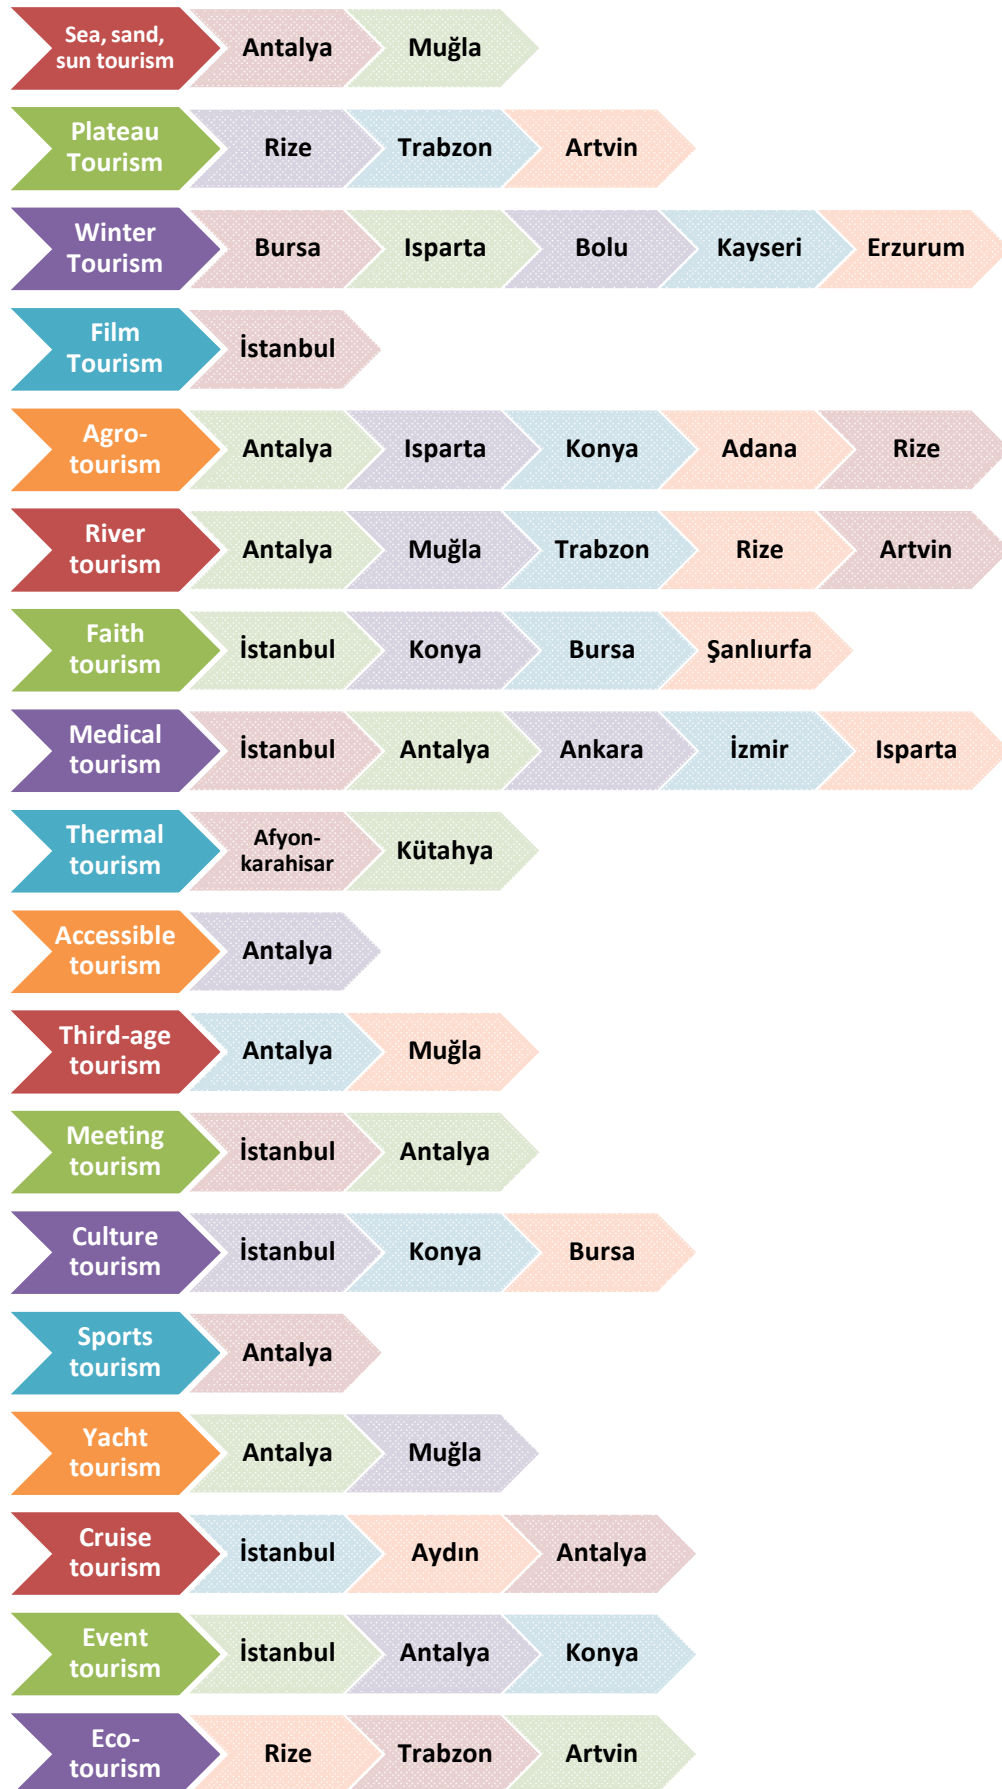 Sea, sand,
sun tourism
Antalya
Muğla
Plateau
Tourism
Rize
Trabzon
Artvin
Winter
Tourism
Bursa
Isparta
Bolu
Kayseri
Erzurum
Film
Tourism
İstanbul
Agro-
tourism
Antalya
Isparta
Konya
Adana
Rize
River
tourism
Antalya
Muğla
Trabzon
Rize
Artvin
Faith
tourism
İstanbul
Konya
Bursa
Şanlıurfa
Medical
tourism
İstanbul
Antalya
Ankara
İzmir
Isparta
Thermal
tourism
Afyon-
karahisar
Kütahya
Accessible
tourism
Antalya
Third-age
tourism
Antalya
Muğla
Meeting
tourism
İstanbul
Antalya
Culture
tourism
İstanbul
Konya
Bursa
Sports
tourism
Antalya
Yacht
tourism
Antalya
Muğla
Cruise
tourism
İstanbul
Aydın
Antalya
Event
tourism
İstanbul
Antalya
Konya
Eco-
tourism
Rize
Trabzon
Artvin